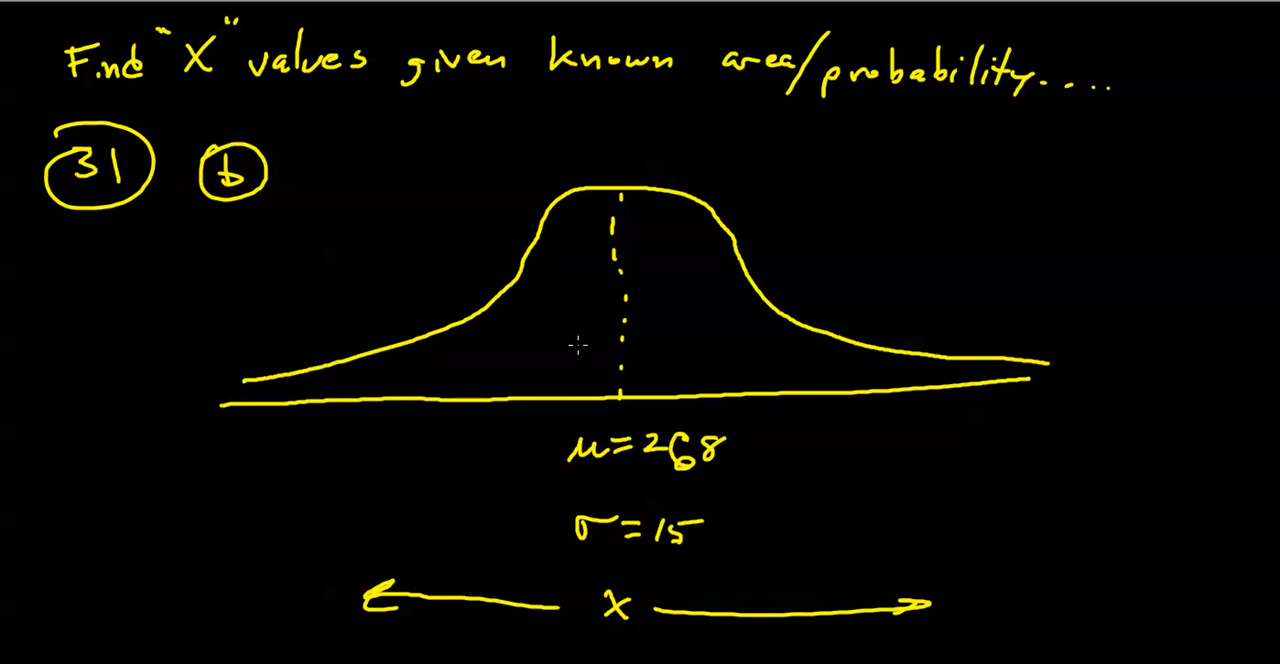 Find "X" values given known area/probability....
31 b
μ=268
σ=15
X